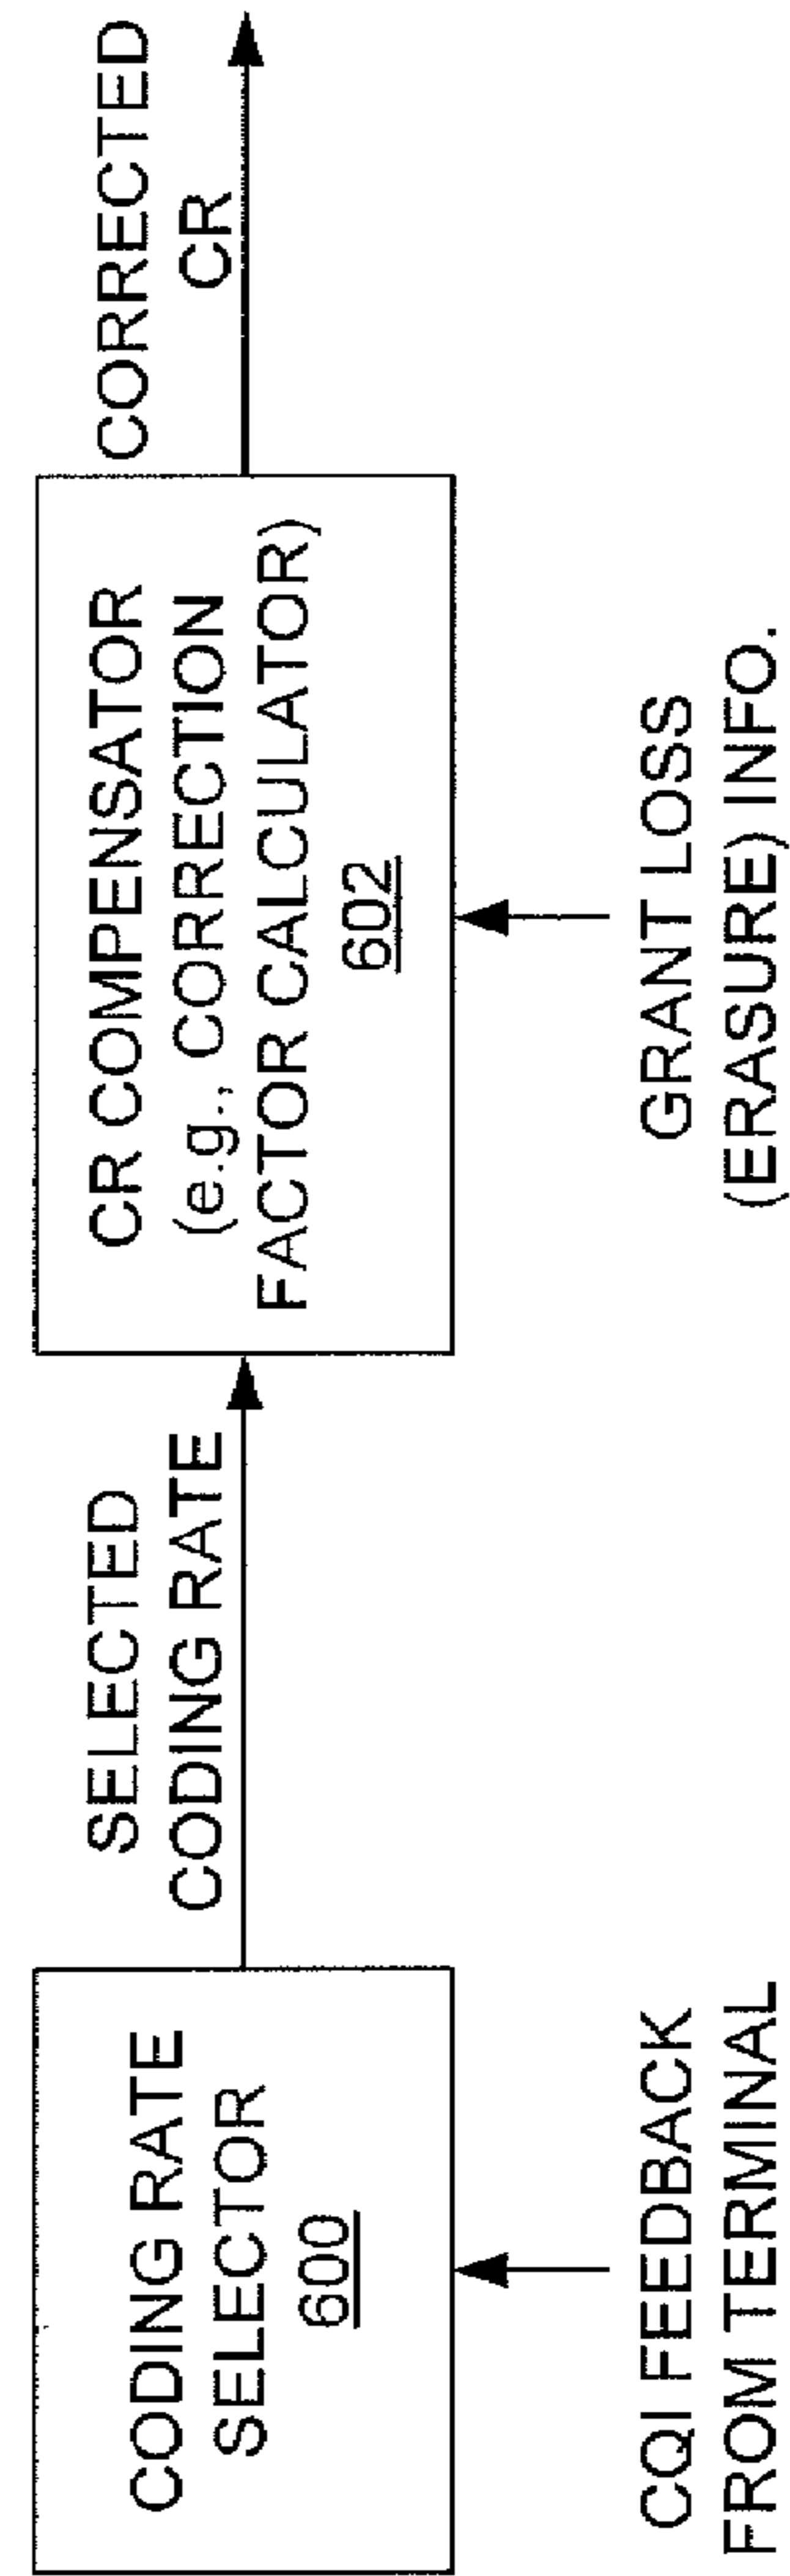 CODING RATE
SELECTOR
600
CQI FEEDBACK
FROM TERMINAL
SELECTED
CODING RATE
CR COMPENSATOR
(e.g., CORRECTION
FACTOR CALCULATOR)
602
GRANT LOSS
(ERASURE) INFO.
CORRECTED
CR